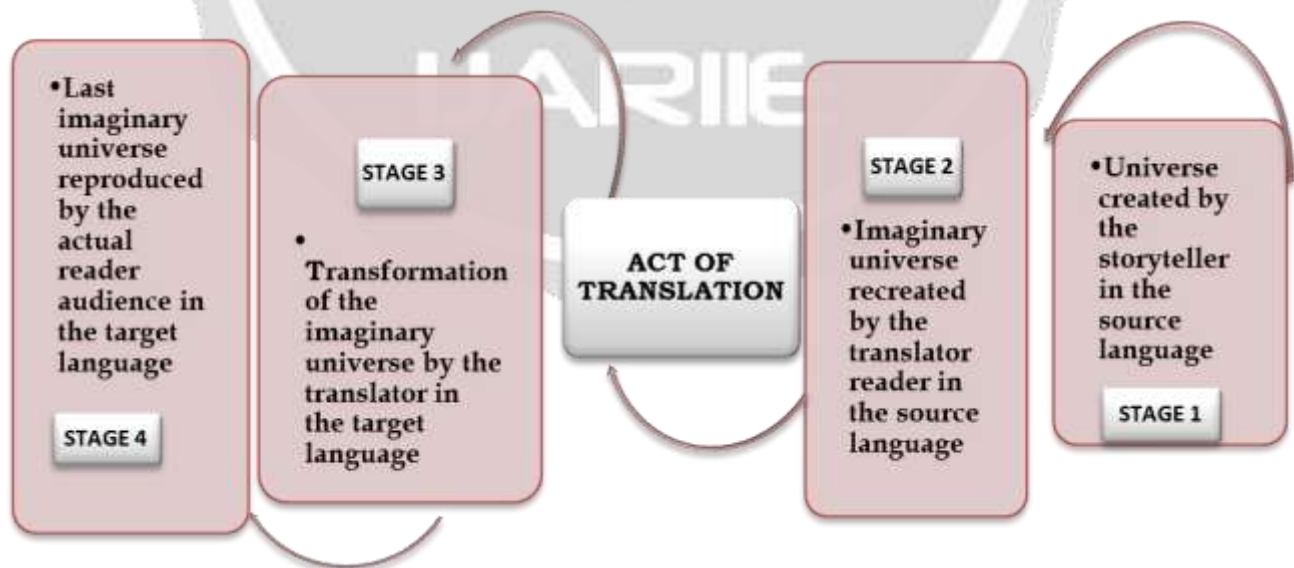 IJARIIE
•Last
imaginary
universe
reproduced
by the
actual
reader
audience in
the target
language
STAGE 4
STAGE 3
•
Transformation
of the
imaginary
universe by the
translator in
the target
language
ACT OF
TRANSLATION
STAGE 2
•Imaginary
universe
recreated
by the
translator
reader in
the source
language
•Universe
created by
the
storyteller
in the
source
language
STAGE 1